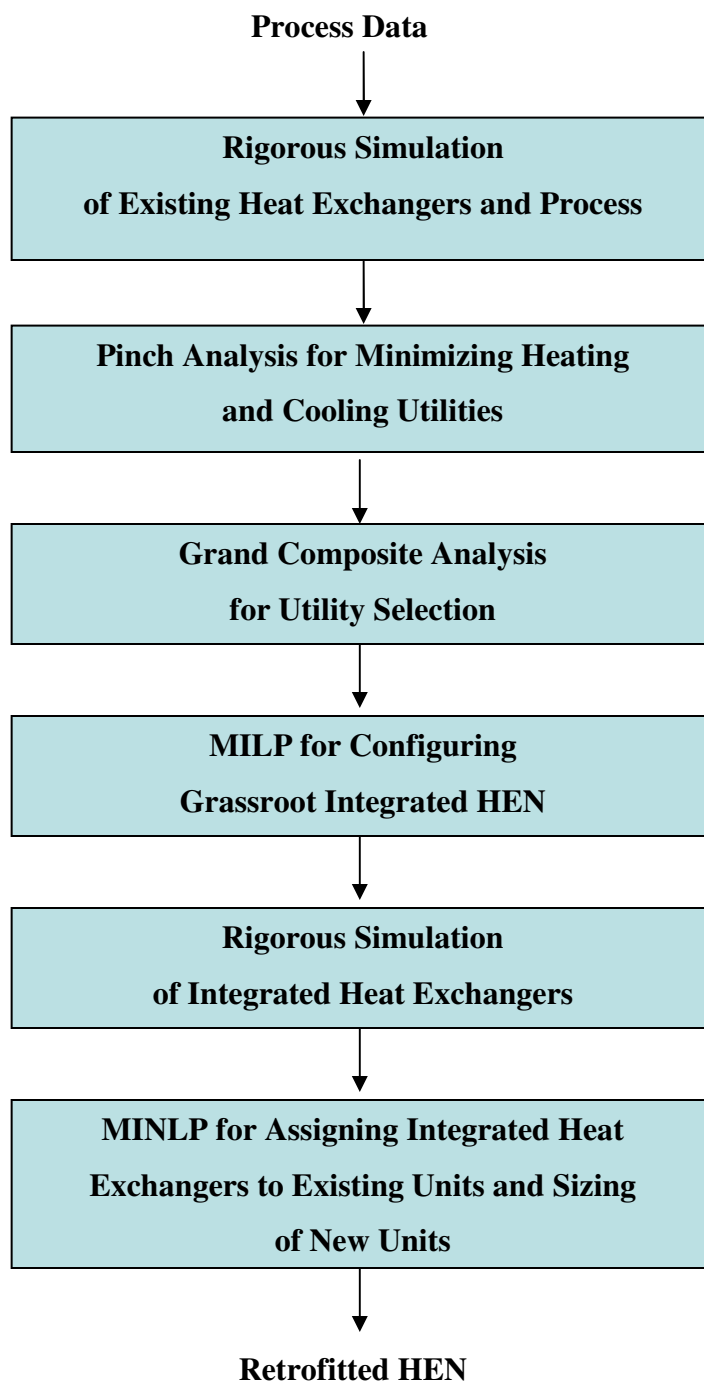 Process Data
Rigorous Simulation
of Existing Heat Exchangers and Process
Pinch Analysis for Minimizing Heating
and Cooling Utilities
Grand Composite Analysis
for Utility Selection
MILP for Configuring
Grassroot Integrated HEN
Rigorous Simulation
of Integrated Heat Exchangers
MINLP for Assigning Integrated Heat
Exchangers to Existing Units and Sizing
of New Units
Retrofitted HEN